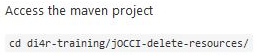 Access the maven project
cd di4r-training/jOCCI-delete-resources/